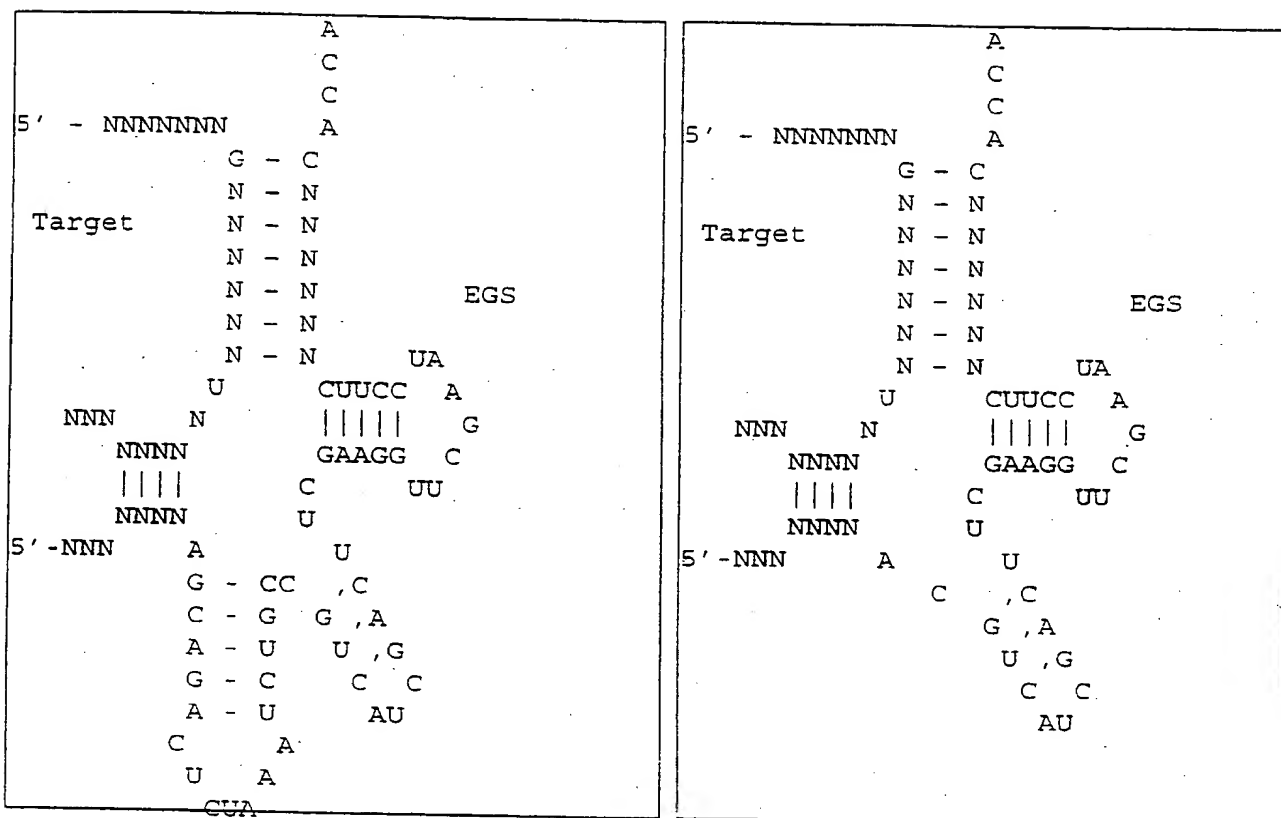 A
C
C
5' - NNNNNNN A
G - C
N - N
Target N - N
N - N
N - N EGS
N - N
N - N UA
U CUUCC A
NNN N ||||| G
NNNN GAAGG C
|||| C UU
NNNN U
5'-NNN A U
G - CC ,C
C - G G ,A
A - U U ,G
G - C C C
A - U AU
C A
U A
CUA
A
C
C
5' - NNNNNNN A
G - C
N - N
Target N - N
N - N
N - N EGS
N - N
N - N UA
U CUUCC A
NNN N ||||| G
NNNN GAAGG C
|||| C UU
NNNN U
5'-NNN A U
C ,C
G ,A
U ,G
C C
AU